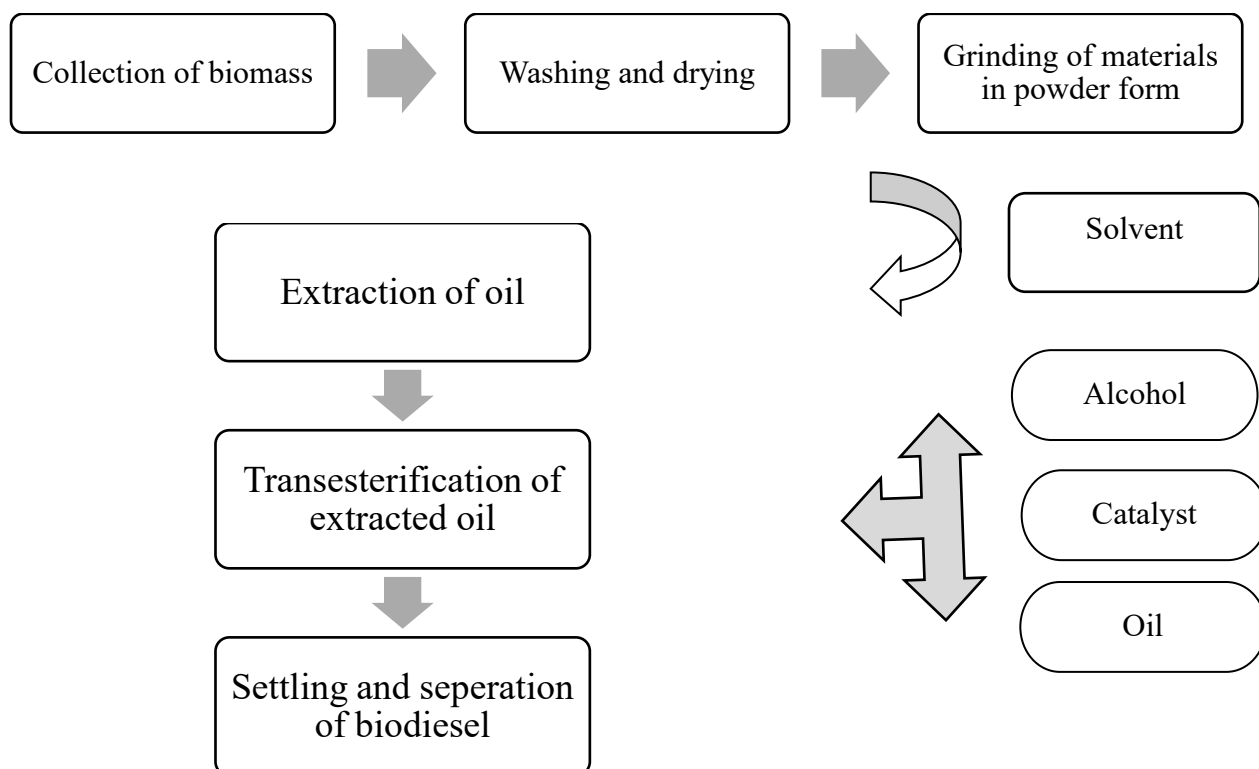 Collection of biomass
Washing and drying
Grinding of materials
in powder form
Solvent
Extraction of oil
Alcohol
Transesterification of
extracted oil
Catalyst
Oil
Settling and seperation
of biodiesel